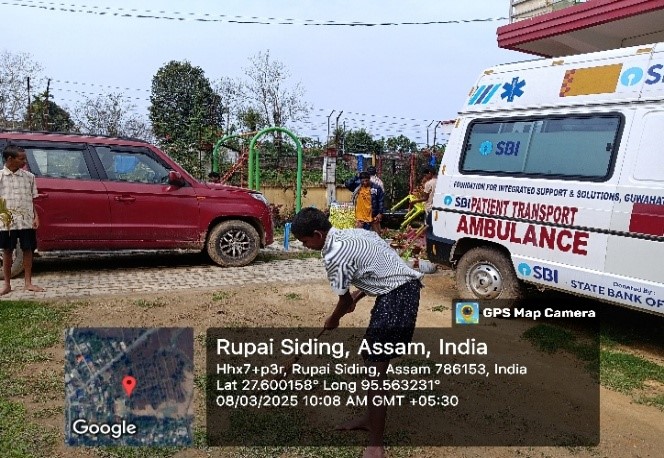 SBI
SBI
FOUNDATION FOR INTEGRATED SUPPORT & SOLUTIONS, GUWAHAT
SBI PATIENT TRANSPORT
AMBULANCE
SBI
Donated By:
STATE BANK OF
GPS Map Camera
Rupai Siding, Assam, India
Hhx7+p3r, Rupai Siding, Assam 786153, India
Lat 27.600158° Long 95.563231°
08/03/2025 10:08 AM GMT +05:30
Google